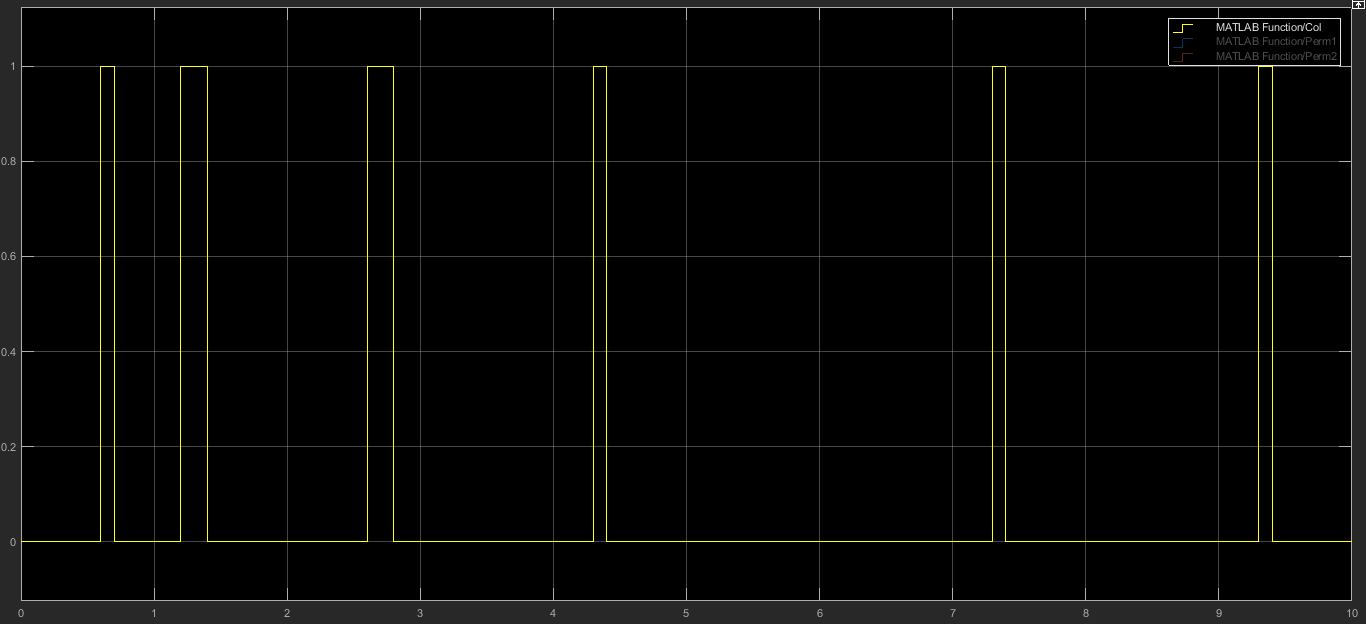 MATLAB Function/Col
MATLAB Function/Perm1
MATLAB Function/Perm2
1
0.8
0.6
0.4
0.2
0
0 1 2 3 4 5 6 7 8 9 10